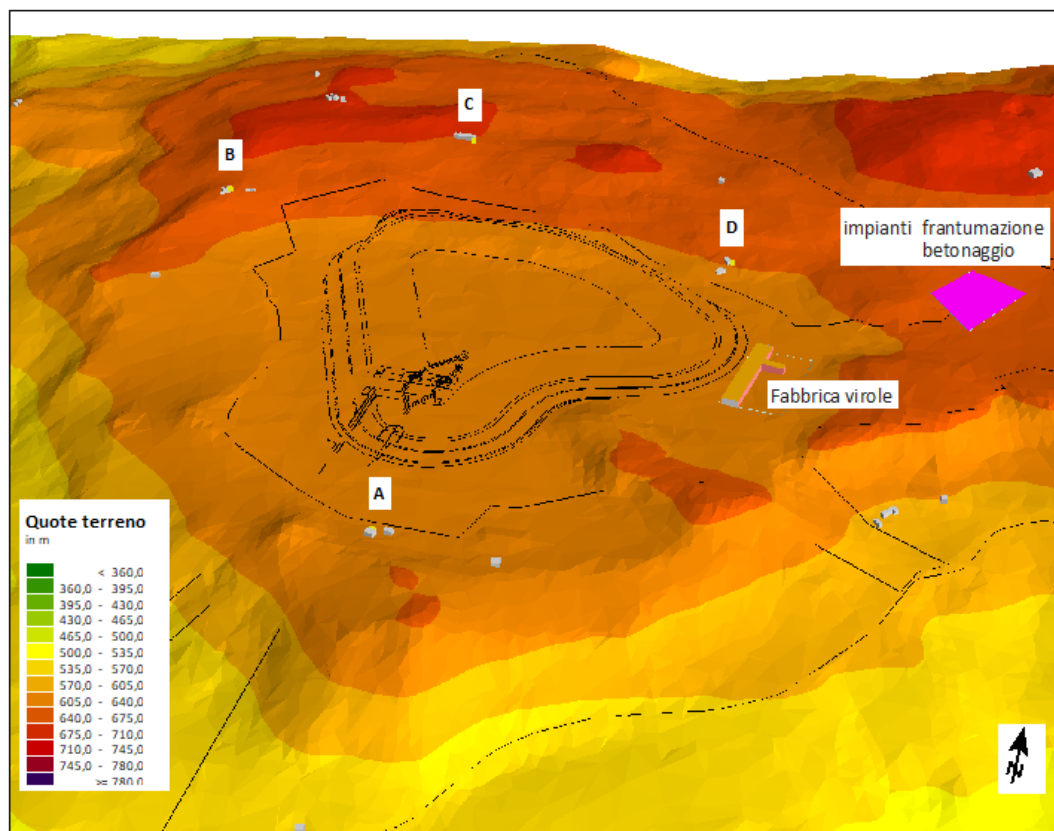 C
B
D
impianti frantumazione
betonaggio
Fabbrica virole
A
Quote terreno
in m
< 360,0
360,0 - 395,0
395,0 - 430,0
430,0 - 465,0
465,0 - 500,0
500,0 - 535,0
535,0 - 570,0
570,0 - 605,0
605,0 - 640,0
640,0 - 675,0
675,0 - 710,0
710,0 - 745,0
745,0 - 780,0
>= 780,0